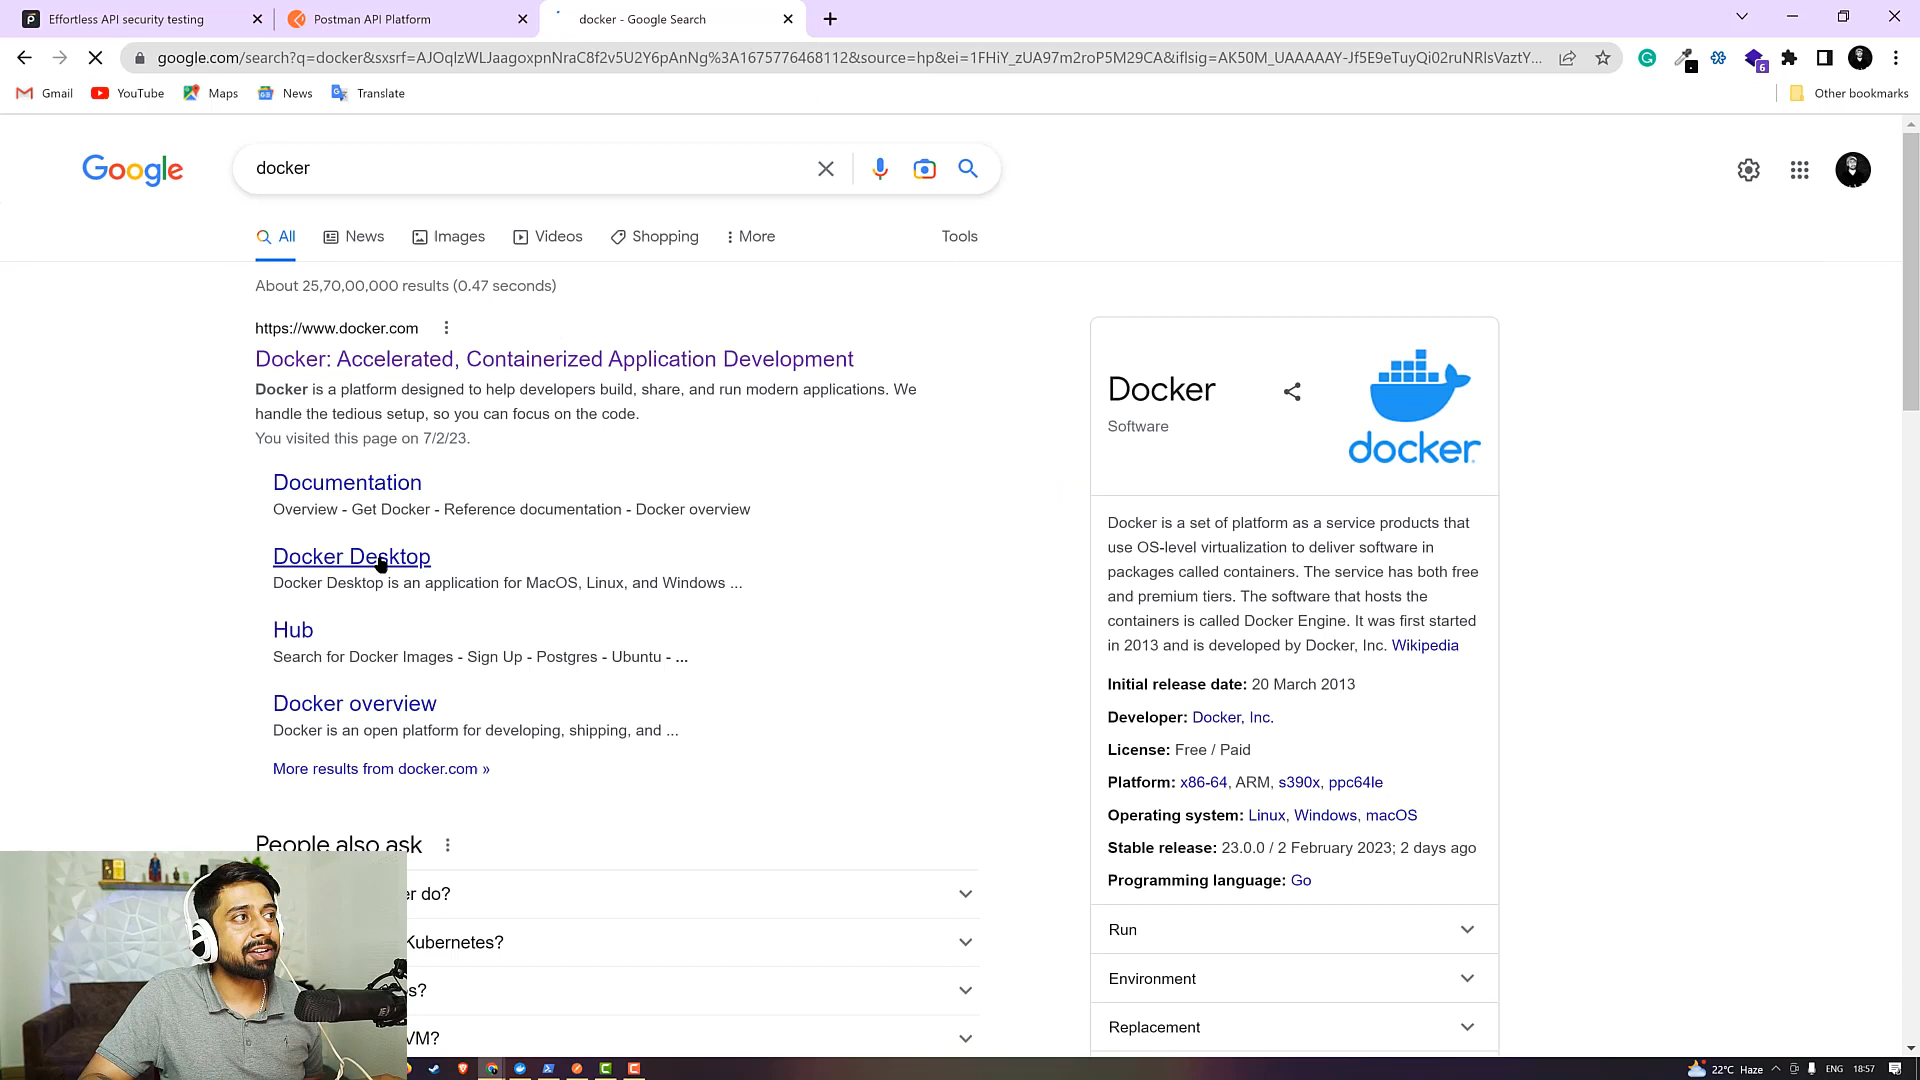 Effortless API security testing
Postman API Platform
docker - Google Search
google.com/search?q=docker&sxsrf=AJOqlzWLJaagoxpnNraC8f2v5U2Y6pAnNg%3A1675776468112&source=hp&ei=1FHiY_zUA97m2roP5M29CA&iflsig=AK50M_UAAAAAY-Jf5E9eTuyQi02ruNRlsVaztY...
6
Gmail
YouTube
Maps
News
Translate
Other bookmarks
Google
docker
All
News
Images
Videos
Shopping
More
Tools
About 25,70,00,000 results (0.47 seconds)
https://www.docker.com
Docker: Accelerated, Containerized Application Development
Docker is a platform designed to help developers build, share, and run modern applications. We
handle the tedious setup, so you can focus on the code.
You visited this page on 7/2/23.
Documentation
Overview - Get Docker - Reference documentation - Docker overview
Docker Desktop
Docker Desktop is an application for MacOS, Linux, and Windows ...
Hub
Search for Docker Images - Sign Up - Postgres - Ubuntu - ...
Docker overview
Docker is an open platform for developing, shipping, and ...
More results from docker.com »
People also ask
er do?
Kubernetes?
s?
VM?
Docker
Software
docker
Docker is a set of platform as a service products that
use OS-level virtualization to deliver software in
packages called containers. The service has both free
and premium tiers. The software that hosts the
containers is called Docker Engine. It was first started
in 2013 and is developed by Docker, Inc. Wikipedia
Initial release date: 20 March 2013
Developer: Docker, Inc.
License: Free / Paid
Platform: x86-64, ARM, s390x, ppc64le
Operating system: Linux, Windows, macOS
Stable release: 23.0.0 / 2 February 2023; 2 days ago
Programming language: Go
Run
Environment
Replacement
22°C Haze
ENG
18:57